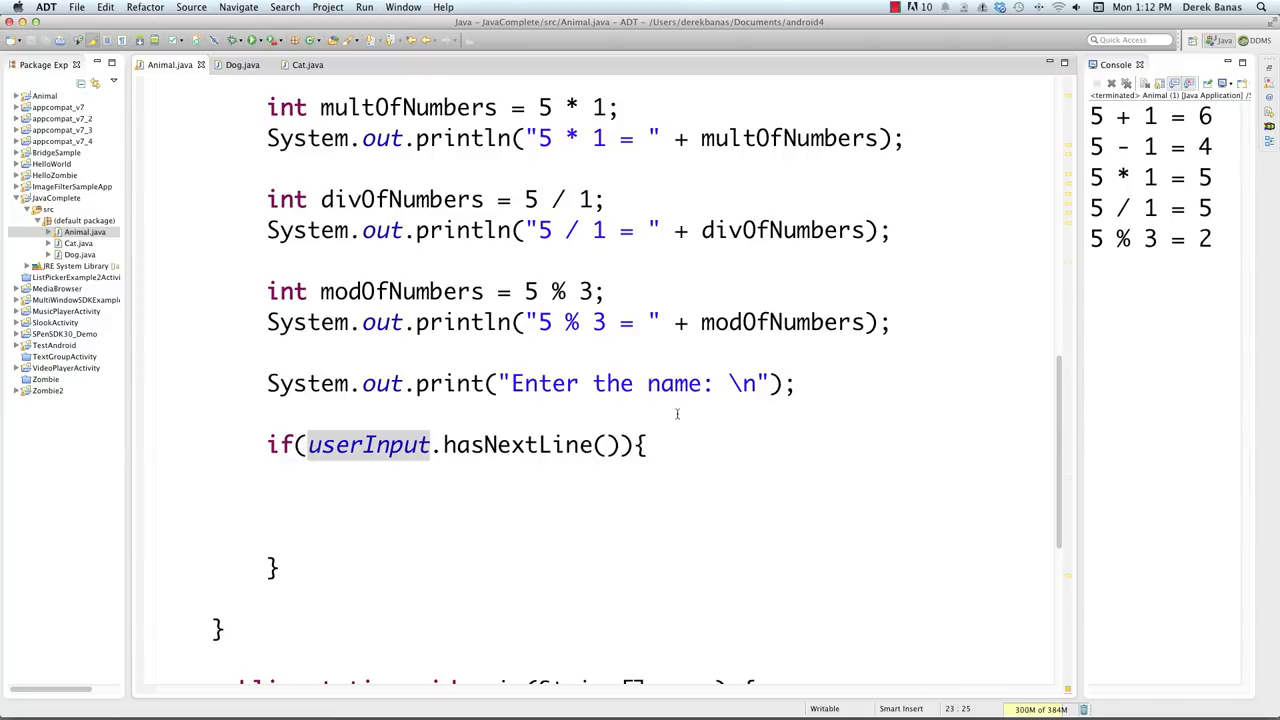 ADT File Edit Refactor Source Navigate Search Project Run Window Help 10 Mon 1:12 PM Derek Banas
Java – JavaComplete/src/Animal.java – ADT – /Users/derekbanas/Documents/android4
Quick Access Java DDMS
Package Exp
Animal.java Dog.java Cat.java
Console
<terminated> Animal (1) [Java Application]
Animal
appcompat_v7
appcompat_v7_2
appcompat_v7_3
appcompat_v7_4
BridgeSample
HelloWorld
HelloZombie
ImageFilterSampleApp
JavaComplete
src
(default package)
Animal.java
Cat.java
Dog.java
JRE System Library [Ja
ListPickerExample2Activi
MediaBrowser
MultiWindowSDKExample
MusicPlayerActivity
SlookActivity
SPenSDK30_Demo
TestAndroid
TextGroupActivity
VideoPlayerActivity
Zombie
Zombie2
int multOfNumbers = 5 * 1;
System.out.println("5 * 1 = " + multOfNumbers);
int divOfNumbers = 5 / 1;
System.out.println("5 / 1 = " + divOfNumbers);
int modOfNumbers = 5 % 3;
System.out.println("5 % 3 = " + modOfNumbers);
System.out.print("Enter the name: \n");
if(userInput.hasNextLine()){
}
}
5 + 1 = 6
5 - 1 = 4
5 * 1 = 5
5 / 1 = 5
5 % 3 = 2
Writable Smart Insert 23 : 25 300M of 384M